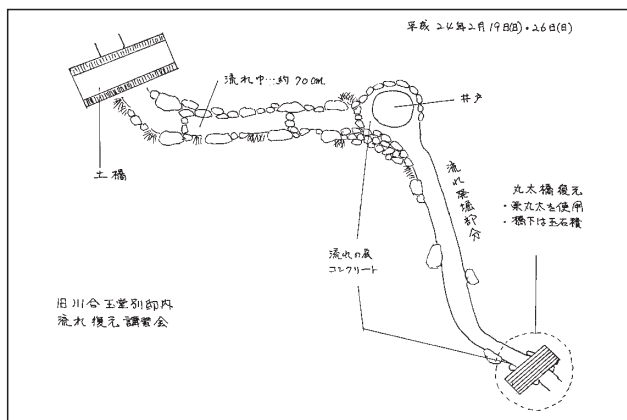 平成24年2月19日(日)・26日(日)
流れ巾…約70cm
井戸
土橋
流れ素堀部分
丸太橋復元
・栗丸太を使用
・橋下は玉石積
流れの底
コンクリート
旧川合玉堂別邸内
流れ復元講習会